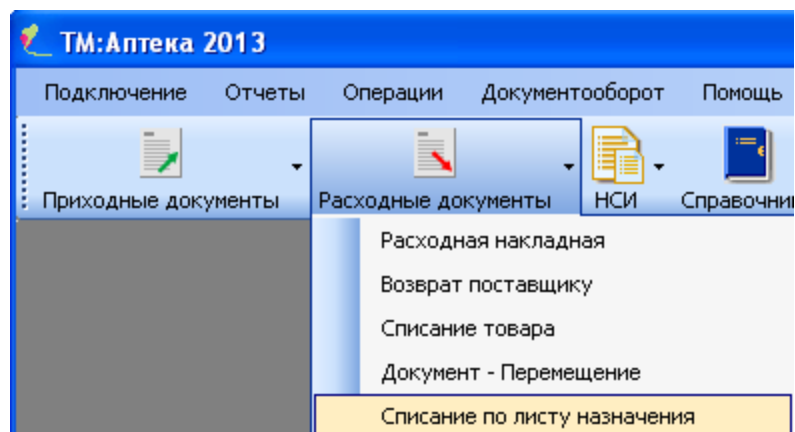 ТМ:Аптека 2013
Подключение Отчеты Операции Документооборот Помощь
Приходные документы Расходные документы НСИ Справочни
Расходная накладная
Возврат поставщику
Списание товара
Документ - Перемещение
Списание по листу назначения